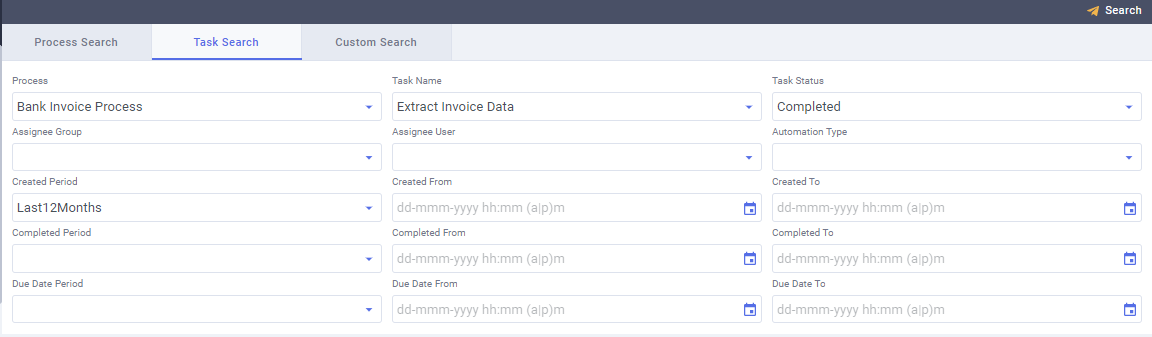 Search
Process Search Task Search Custom Search
Process Task Name Task Status
Bank Invoice Process Extract Invoice Data Completed
Assignee Group Assignee User Automation Type
Created Period Created From Created To
Last12Months dd-mmm-yyyy hh:mm (a|p)m dd-mmm-yyyy hh:mm (a|p)m
Completed Period Completed From Completed To
dd-mmm-yyyy hh:mm (a|p)m dd-mmm-yyyy hh:mm (a|p)m
Due Date Period Due Date From Due Date To
dd-mmm-yyyy hh:mm (a|p)m dd-mmm-yyyy hh:mm (a|p)m